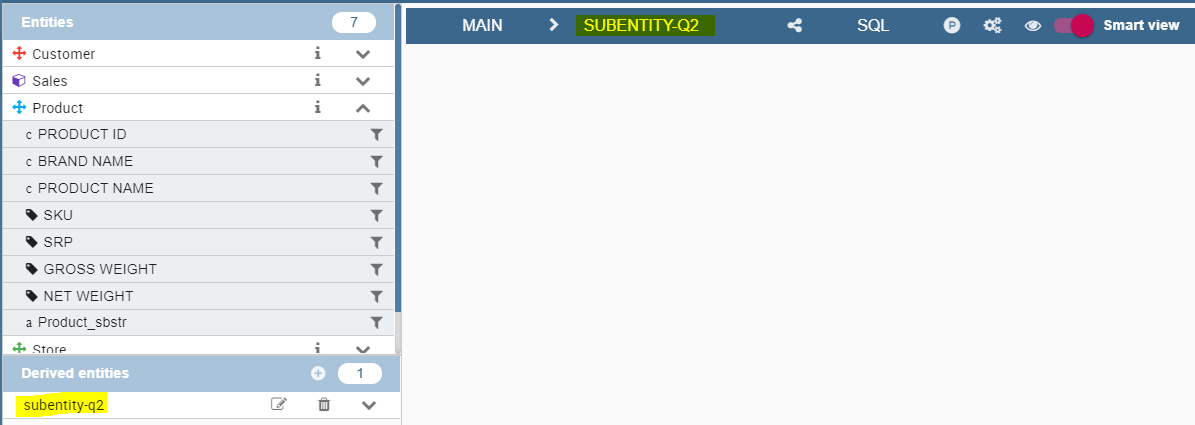 Entities 7
Customer
Sales
Product
c PRODUCT ID
c BRAND NAME
c PRODUCT NAME
SKU
SRP
GROSS WEIGHT
NET WEIGHT
a Product_sbstr
Store
Derived entities 1
subentity-q2
MAIN SUBENTITY-Q2 SQL P Smart view